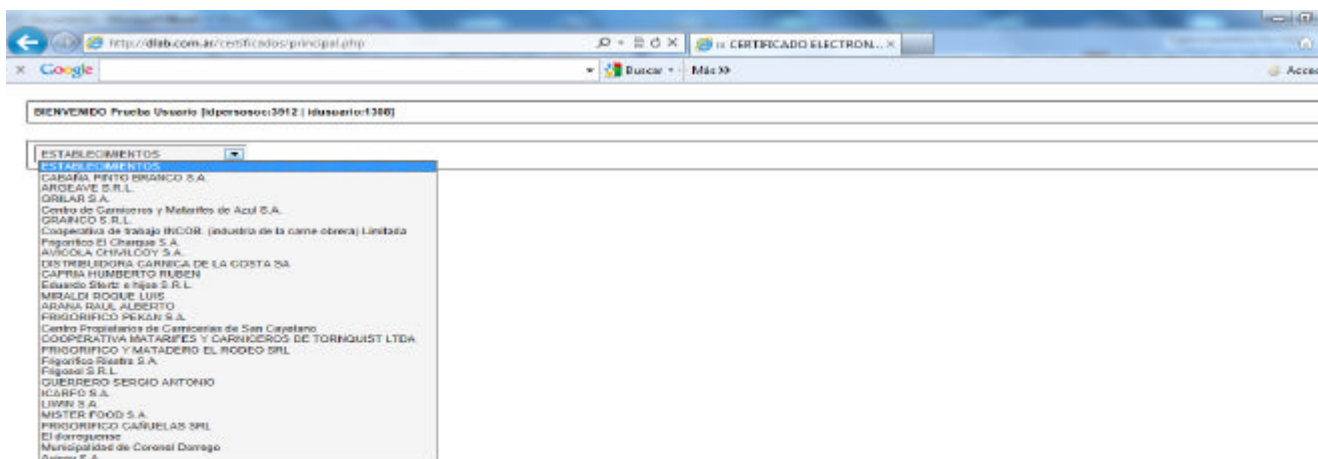 http://dlab.com.ar/certificados/principal.php
:: CERTIFICADO ELECTRON...
Google
Buscar
Más >>
Acced
BIENVENIDO Prueba Usuario [idpersosoc:3912 | idusuario:1308]
ESTABLECIMIENTOS
ESTABLECIMIENTOS
CABAÑA PINTO BRANCO S.A.
ARGEAVE S.R.L.
ORILAR S.A.
Centro de Carniceros y Matarifes de Azul S.A.
GRAINCO S.R.L.
Cooperativa de trabajo INCOB. (industria de la carne obrera) Limitada
Frigorifico El Charque S.A.
AVICOLA CHIVILCOY S.A.
DISTRIBUIDORA CARNICA DE LA COSTA SA
CAPRIA HUMBERTO RUBEN
Eduardo Stertz e hijos S.R.L.
MIRALDI ROQUE LUIS
ARANA RAUL ALBERTO
FRIGORIFICO PEKAN S.A.
Centro Propietarios de Carnicerias de San Cayetano
COOPERATIVA MATARIFES Y CARNICEROS DE TORNQUIST LTDA
FRIGORIFICO Y MATADERO EL RODEO SRL
Frigorifico Riestra S.A.
Frigosol S.R.L.
GUERRERO SERGIO ANTONIO
ICARFO S.A.
LIWIN S.A.
MISTER FOOD S.A.
FRIGORIFICO CAÑUELAS SRL
El dorreguense
Municipalidad de Coronel Dorrego